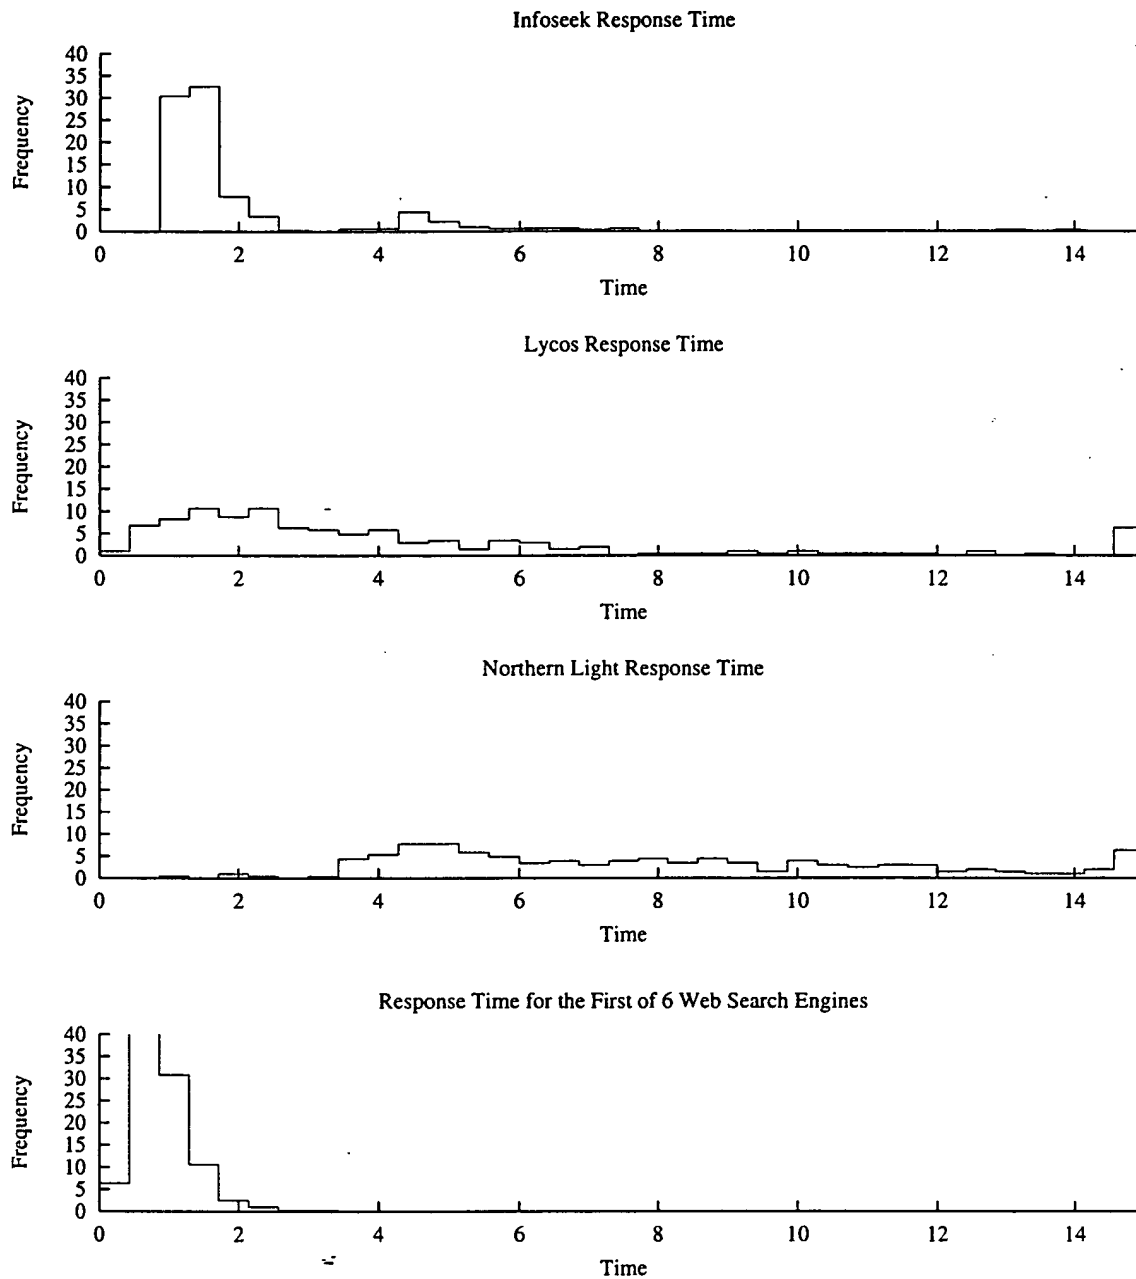 Infoseek Response Time
40
35
30
25
20
15
10
5
0
Frequency
0 2 4 6 8 10 12 14
Time
Lycos Response Time
40
35
30
25
20
15
10
5
0
Frequency
0 2 4 6 8 10 12 14
Time
Northern Light Response Time
40
35
30
25
20
15
10
5
0
Frequency
0 2 4 6 8 10 12 14
Time
Response Time for the First of 6 Web Search Engines
40
35
30
25
20
15
10
5
0
Frequency
0 2 4 6 8 10 12 14
Time